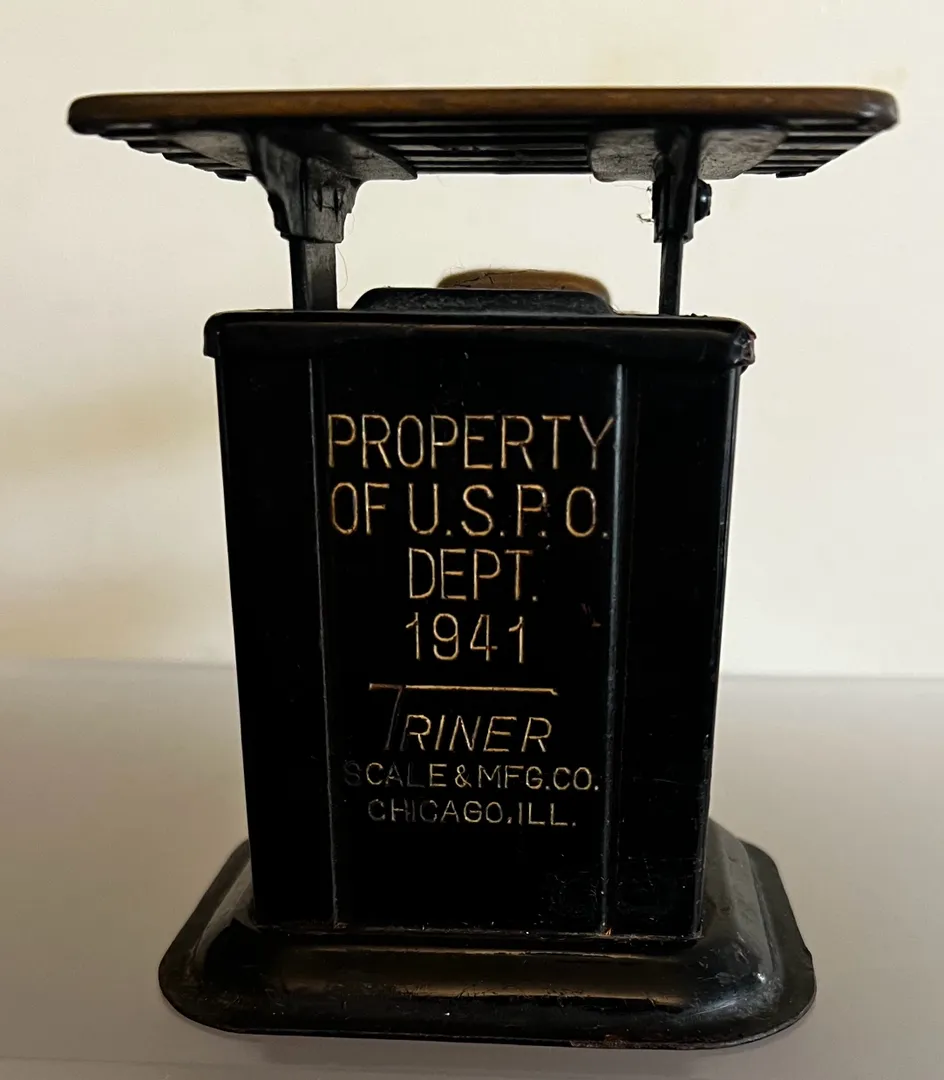 PROPERTY
OF U.S.P.O.
DEPT.
1941
TRINER
SCALE & MFG.CO.
CHICAGO.ILL.